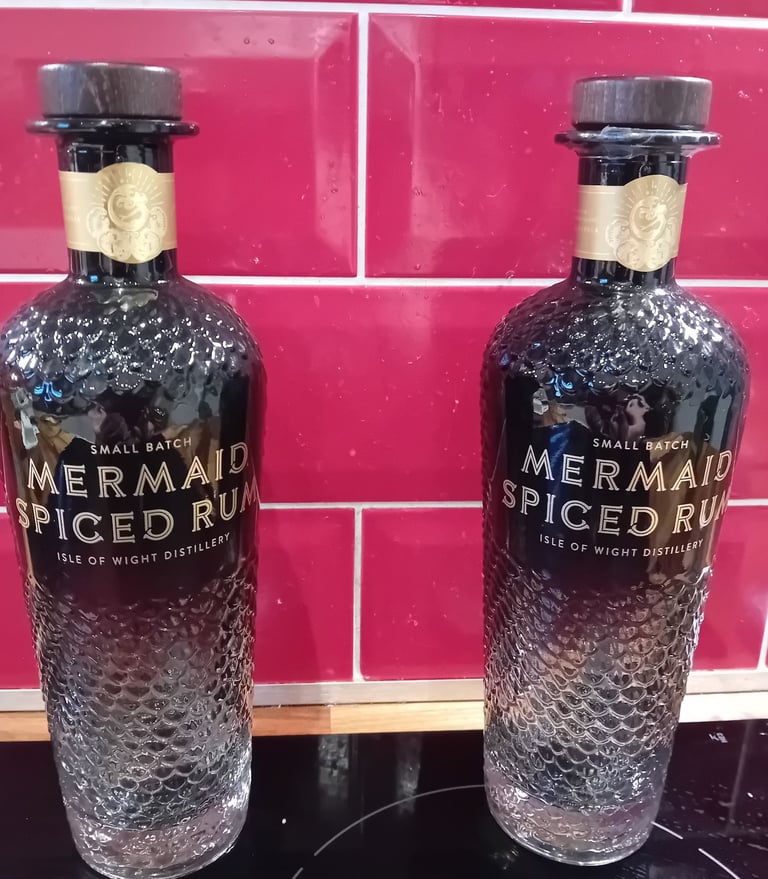 SMALL BATCH
MERMAID
SPICED RUM
ISLE OF WIGHT DISTILLERY
SMALL BATCH
MERMAID
SPICED RUM
ISLE OF WIGHT DISTILLERY